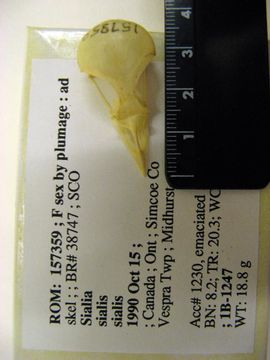 15735
ROM: 157359 ; F sex by plumage : ad
skel ; ; BR# 38747 ; SCO
Sialia
sialis
sialis
1990 Oct 15 ;
; Canada ; Ont ; Simcoe Co
Vespra Twp : Midhurst
Acc# 1230, emaciated
BN: 8.2; TR: 20.3; WC
; IB-1247
WT: 18.8 g
1
2
3
4